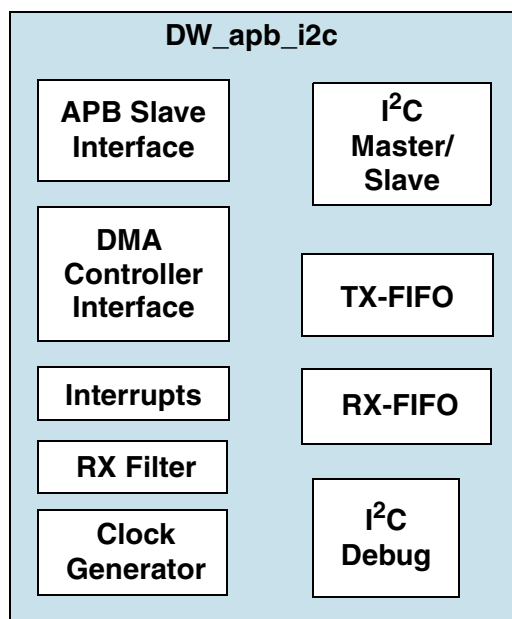 DW_apb_i2c
APB Slave
Interface
DMA
Controller
Interface
Interrupts
RX Filter
Clock
Generator
I²C
Master/
Slave
TX-FIFO
RX-FIFO
I²C
Debug